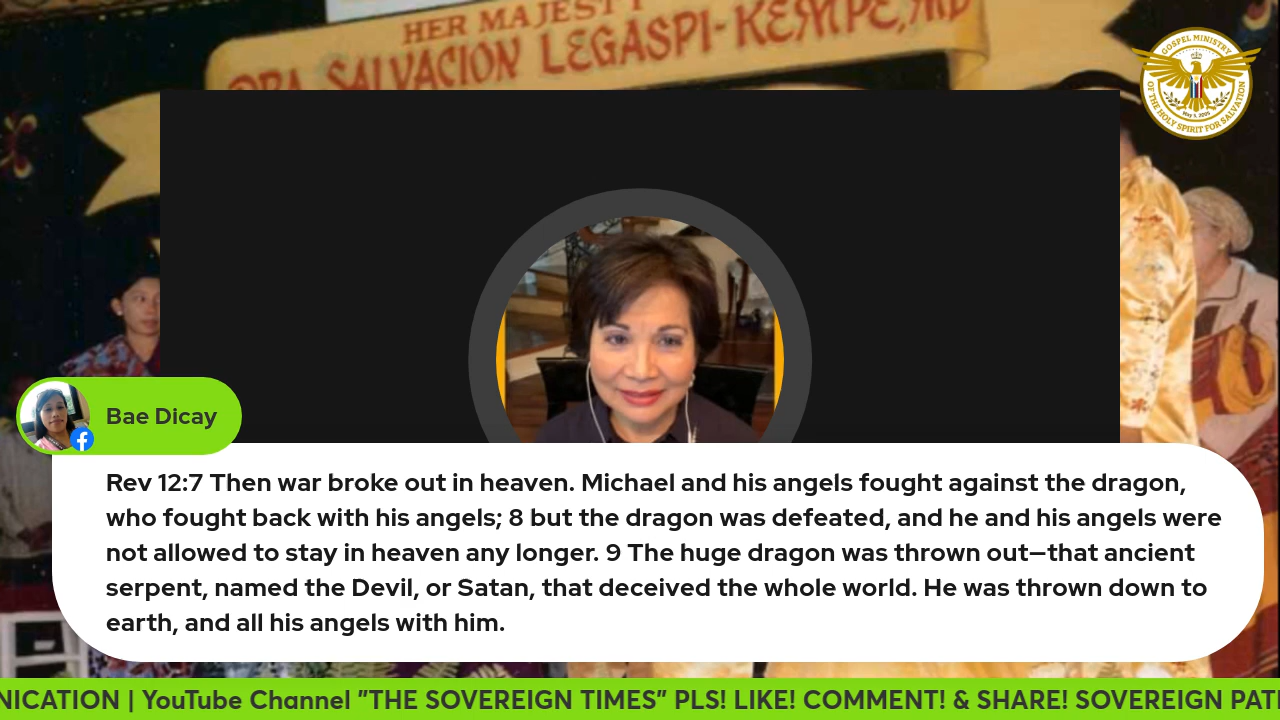 HER MAJESTY
DRA. SALVACION LEGASPI-KEMPE, MD
GOSPEL MINISTRY
OF THE HOLY SPIRIT FOR SALVATION
May 5, 2005
Bae Dicay
Rev 12:7 Then war broke out in heaven. Michael and his angels fought against the dragon,
who fought back with his angels; 8 but the dragon was defeated, and he and his angels were
not allowed to stay in heaven any longer. 9 The huge dragon was thrown out—that ancient
serpent, named the Devil, or Satan, that deceived the whole world. He was thrown down to
earth, and all his angels with him.
NICATION | YouTube Channel "THE SOVEREIGN TIMES" PLS! LIKE! COMMENT! & SHARE! SOVEREIGN PAT